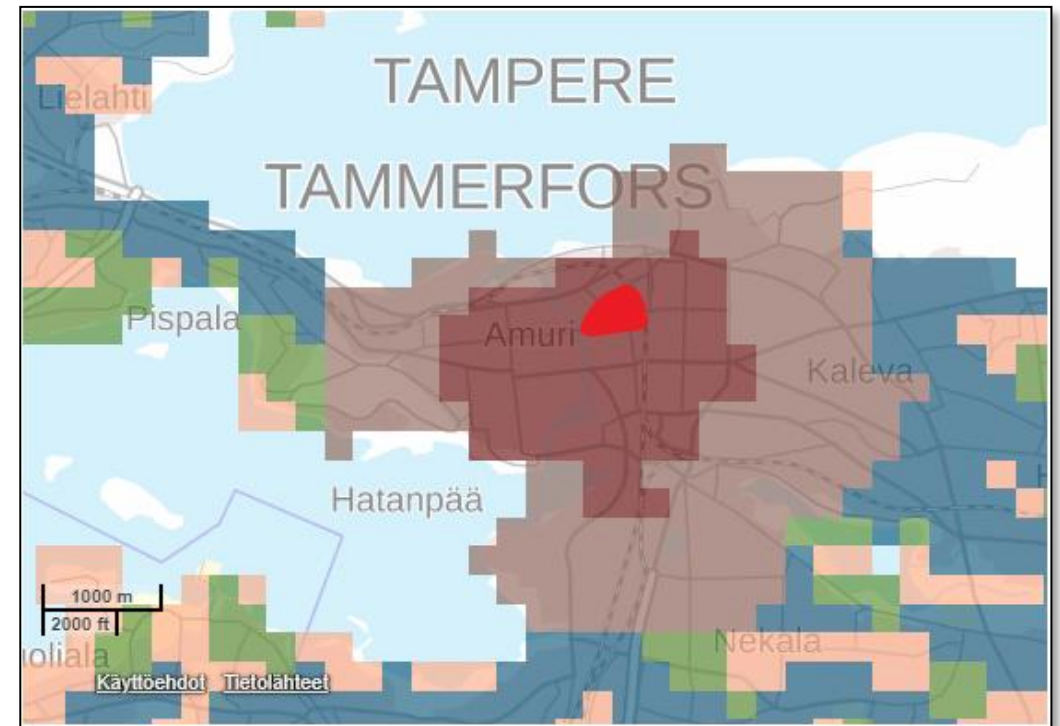 TAMPERE
Lielahti
TAMMERFORS
Pispala
Amuri
Kaleva
Hatanpää
1000 m
2000 ft
Nekala
Käyttöehdot Tietolähteet